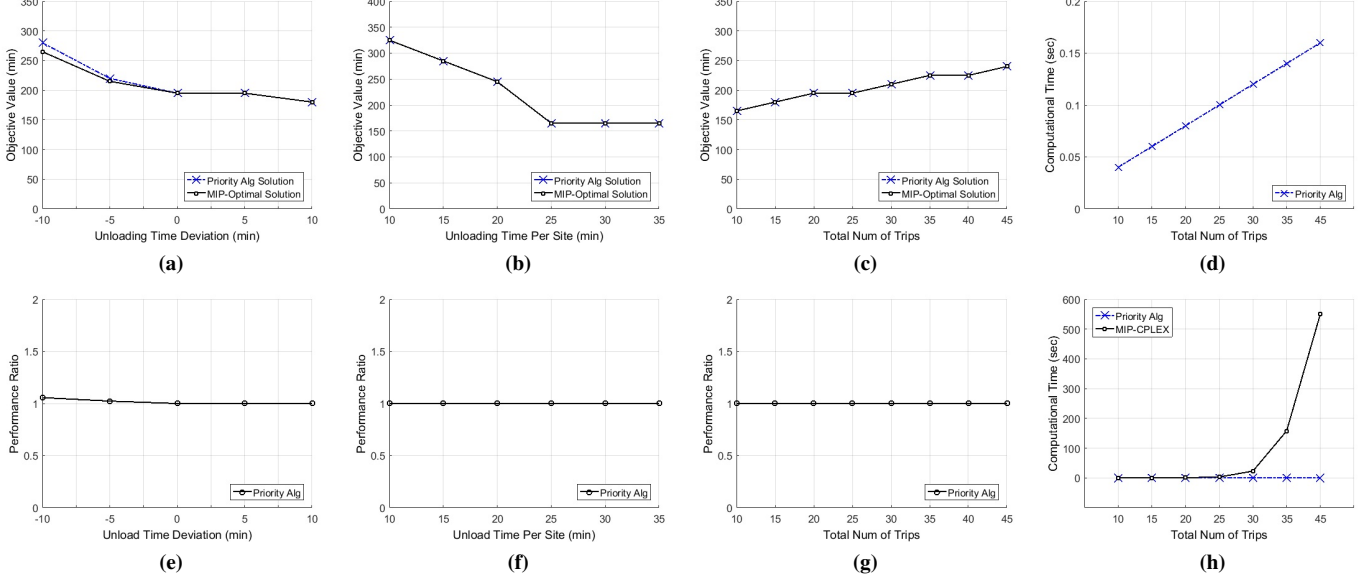 350
300
250
200
150
100
50
0
Objective Value (min)
Priority Alg Solution
MIP-Optimal Solution
-10 -5 0 5 10
Unloading Time Deviation (min)
(a)
400
350
300
250
200
150
100
50
0
Objective Value (min)
Priority Alg Solution
MIP-Optimal Solution
10 15 20 25 30 35
Unloading Time Per Site (min)
(b)
350
300
250
200
150
100
50
0
Objective Value (min)
Priority Alg Solution
MIP-Optimal Solution
10 15 20 25 30 35 40 45
Total Num of Trips
(c)
0.2
0.15
0.1
0.05
0
Computational Time (sec)
Priority Alg
10 15 20 25 30 35 45
Total Num of Trips
(d)
2
1.5
1
0.5
0
Performance Ratio
Priority Alg
-10 -5 0 5 10
Unload Time Deviation (min)
(e)
2
1.5
1
0.5
0
Performance Ratio
Priority Alg
10 15 20 25 30 35
Unload Time Per Site (min)
(f)
2
1.5
1
0.5
0
Performance Ratio
Priority Alg
10 15 20 25 30 35 40 45
Total Num of Trips
(g)
600
500
400
300
200
100
0
Computational Time (sec)
Priority Alg
MIP-CPLEX
10 15 20 25 30 35 45
Total Num of Trips
(h)